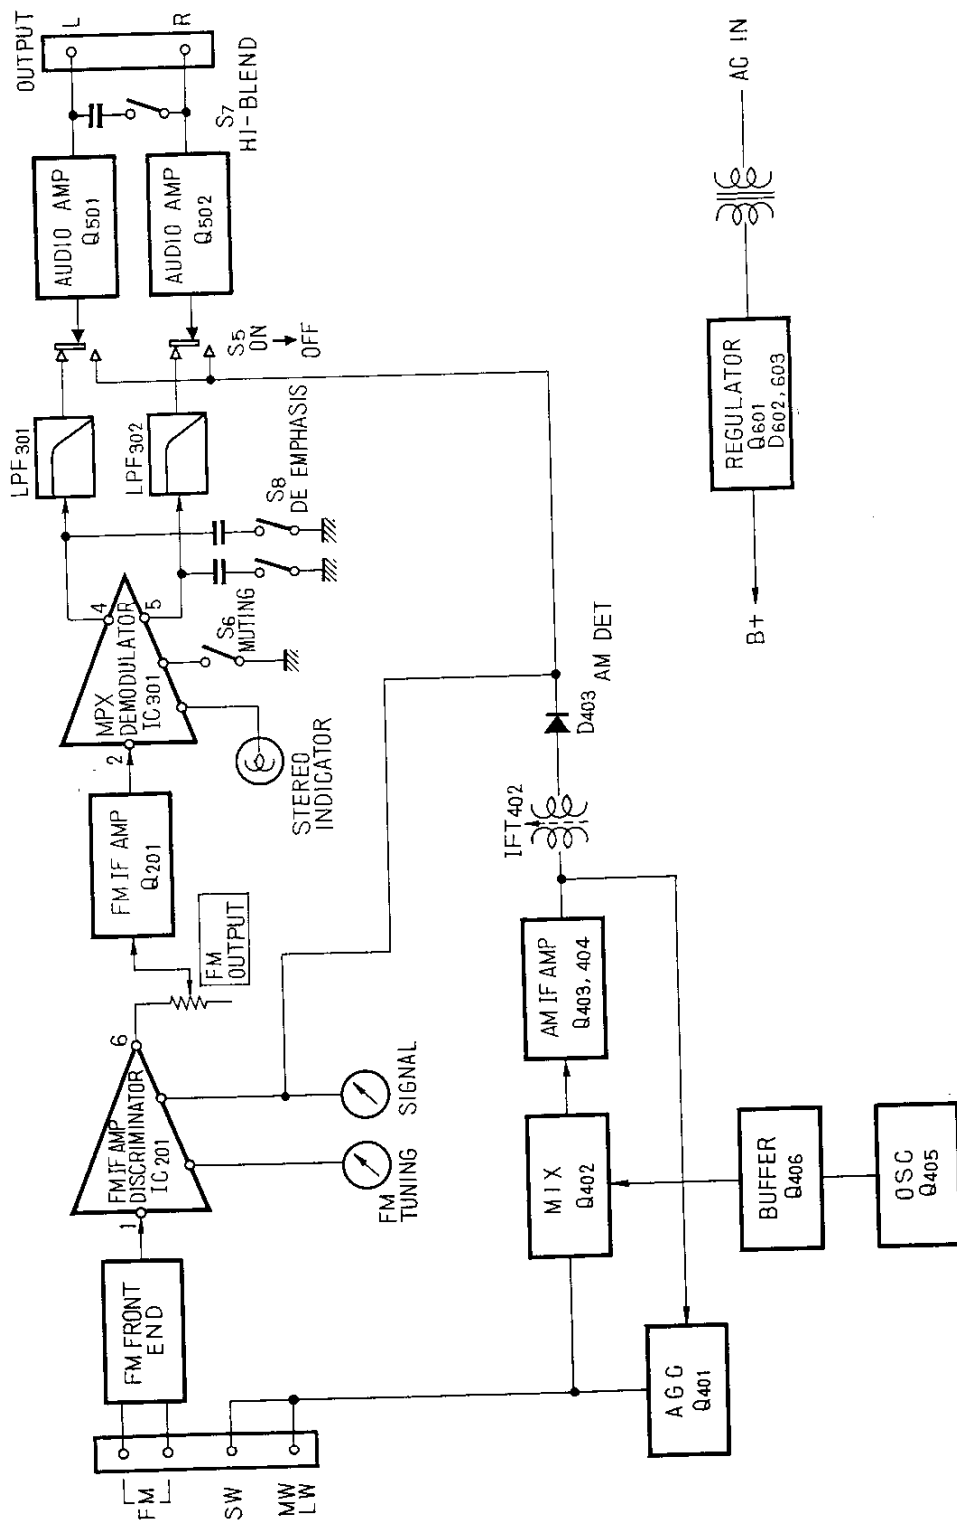 FM
SW
MW
LW
FM FRONT
END
1
FM IF AMP
DISCRIMINATOR
IC201
6
FM
TUNING
SIGNAL
FM
OUTPUT
FM IF AMP
Q201
2
MPX
DEMODULATOR
IC301
4
5
STEREO
INDICATOR
S6
MUTING
S8
DE EMPHASIS
LPF301
LPF302
S5
ON
OFF
AUDIO AMP
Q501
AUDIO AMP
Q502
S7
HI-BLEND
OUTPUT
L
R
AGC
Q401
MIX
Q402
AM IF AMP
Q403, 404
IFT402
D403
AM DET
BUFFER
Q406
OSC
Q405
B+
REGULATOR
Q601
D602, 603
AC IN